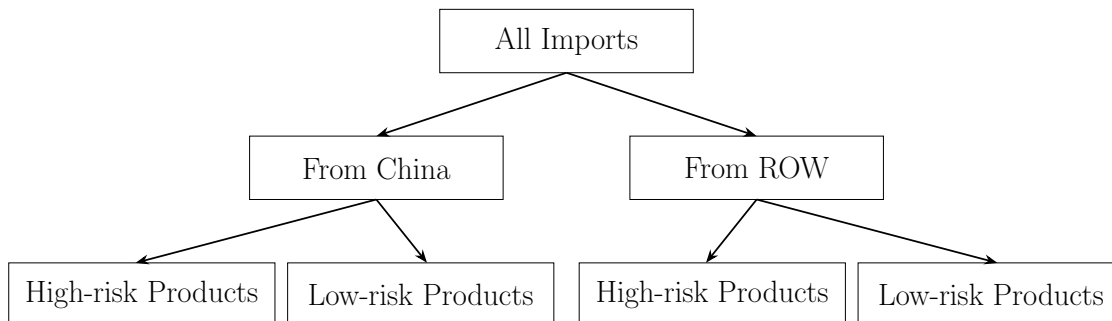 All Imports
From China
From ROW
High-risk Products
Low-risk Products
High-risk Products
Low-risk Products